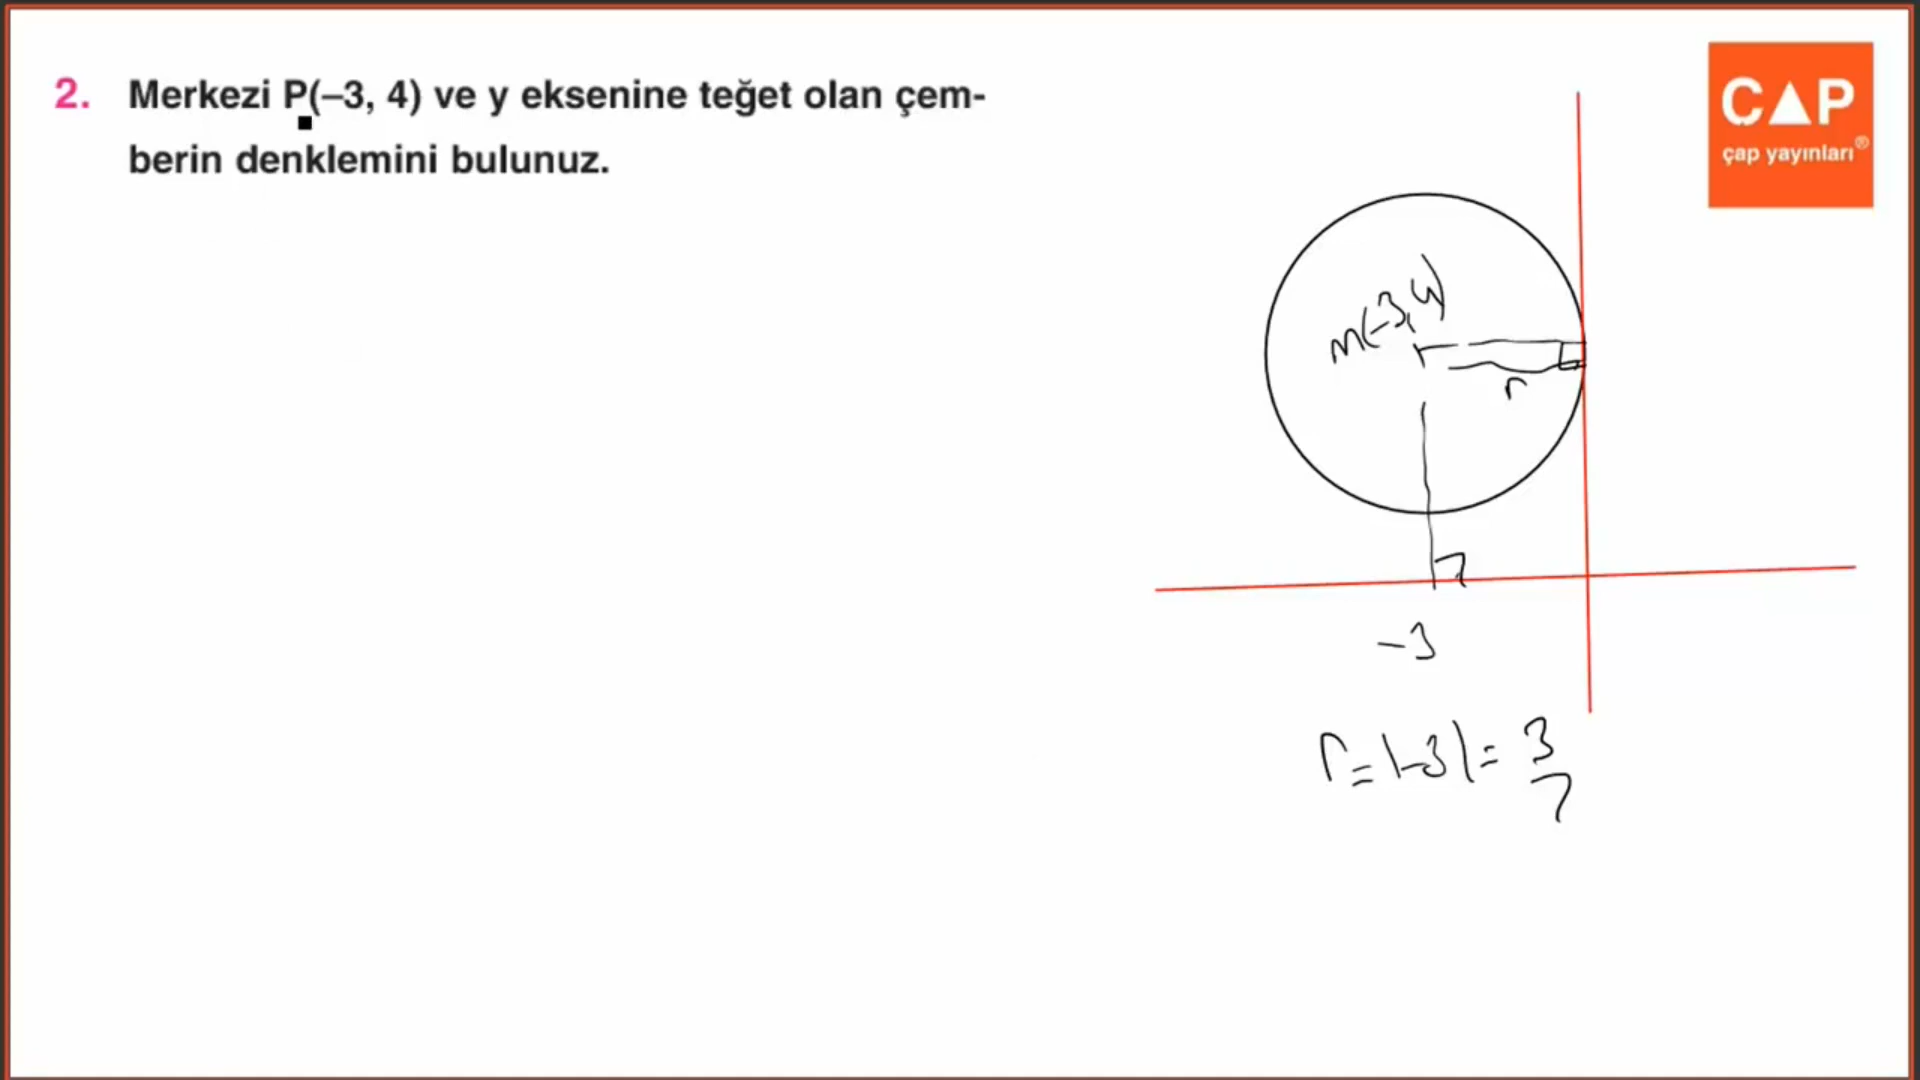 2. Merkezi P(–3, 4) ve y eksenine teğet olan çem-
berin denklemini bulunuz.
ÇAP
çap yayınları®
m(-3,4)
r
-3
r = |-3| = 3